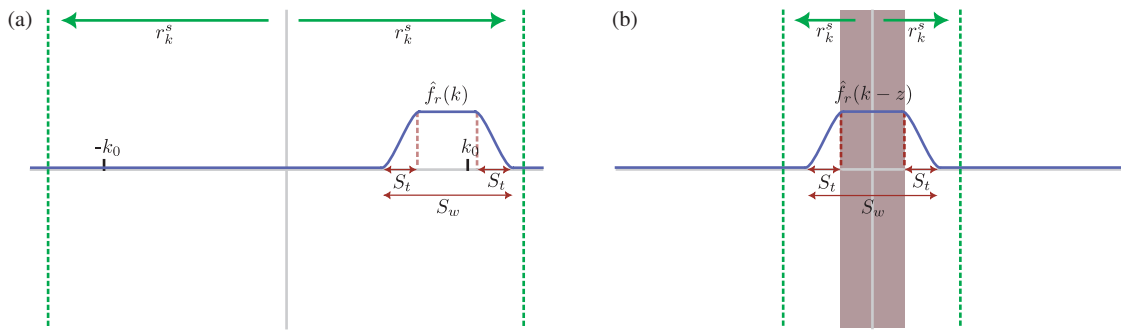 (a)
r_k^s
r_k^s
f̂_r(k)
-k_0
k_0
S_t
S_t
S_w
(b)
r_k^s
r_k^s
f̂_r(k − z)
S_t
S_t
S_w